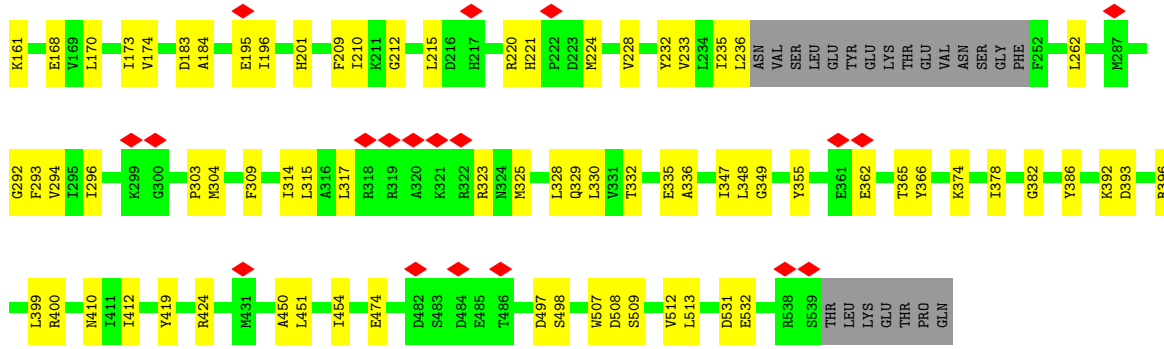 K161 E168 V169 L170 I173 V174 D183 A184 E195 I196 H201 F209 I210 K211 G212 L215 D216 H217 R220 H221 P222 D223 M224 V228 Y232 V233 L234 I235 L236 ASN VAL SER LEU GLU TYR GLU LYS THR GLU VAL ASN SER GLY PHE F252 L262 M287
G292 F293 V294 I295 I296 K299 G300 P303 M304 F309 I314 L315 A316 L317 R318 R319 A320 K321 R322 R323 N324 M325 L328 Q329 L330 V331 T332 E335 A336 I347 L348 G349 Y355 E361 E362 T365 Y366 K374 I378 G382 Y386 K392 D393
L399 R400 N410 I411 I412 Y419 R424 M431 A450 L451 I454 E474 D482 S483 D484 E485 T486 D497 S498 W507 D508 S509 V512 L513 D531 E532 R538 S539 THR LEU LYS GLU THR PRO GLN